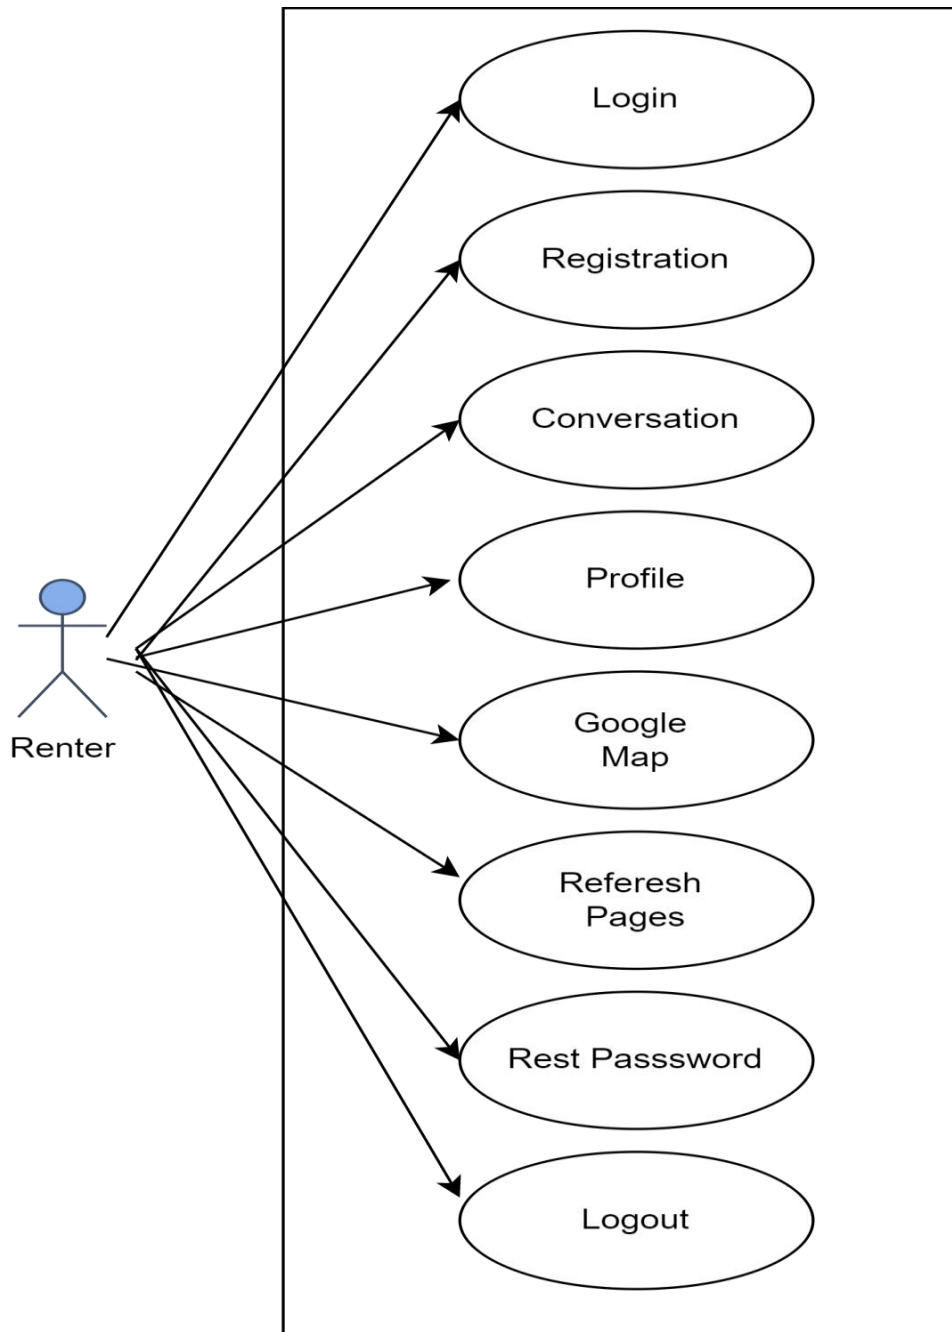 Login
Registration
Conversation
Profile
Renter
Google
Map
Referesh
Pages
Rest Passsword
Logout